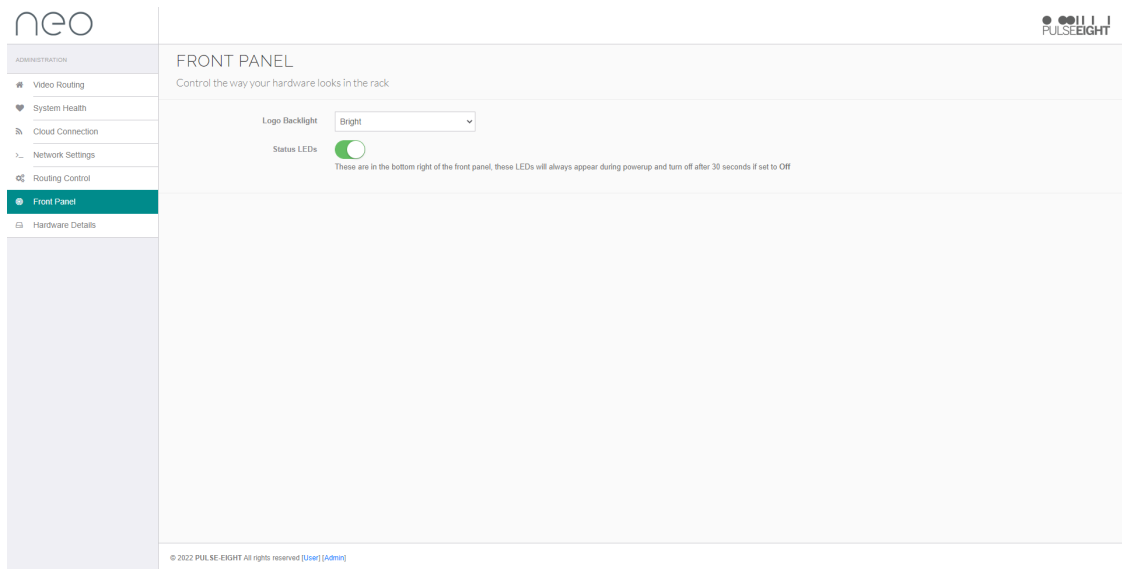 neo
PULSEEIGHT
ADMINISTRATION
Video Routing
System Health
Cloud Connection
Network Settings
Routing Control
Front Panel
Hardware Details
FRONT PANEL
Control the way your hardware looks in the rack
Logo Backlight
Bright
Status LEDs
These are in the bottom right of the front panel, these LEDs will always appear during powerup and turn off after 30 seconds if set to Off
© 2022 PULSE-EIGHT All rights reserved [User] [Admin]